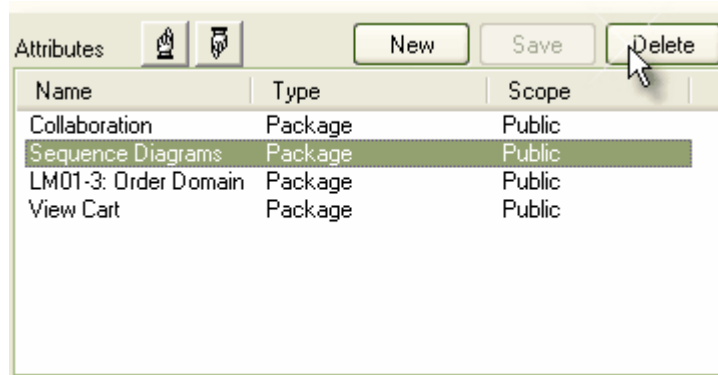 Attributes New Save Delete
Name Type Scope
Collaboration Package Public
Sequence Diagrams Package Public
LM01-3: Order Domain Package Public
View Cart Package Public